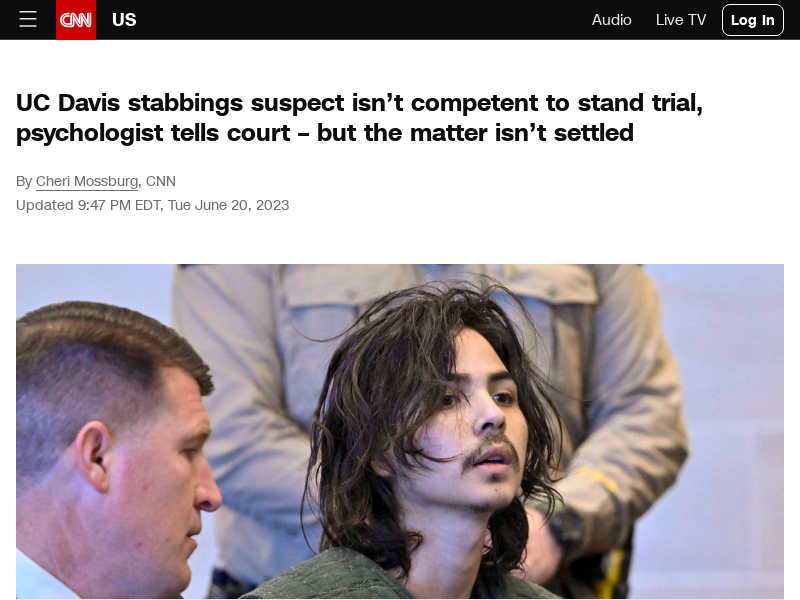 CNN US Audio Live TV Log In
UC Davis stabbings suspect isn’t competent to stand trial,
psychologist tells court – but the matter isn’t settled
By Cheri Mossburg, CNN
Updated 9:47 PM EDT, Tue June 20, 2023